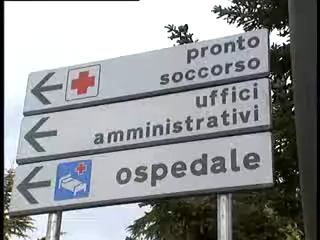 pronto
soccorso
uffici
amministrativi
ospedale